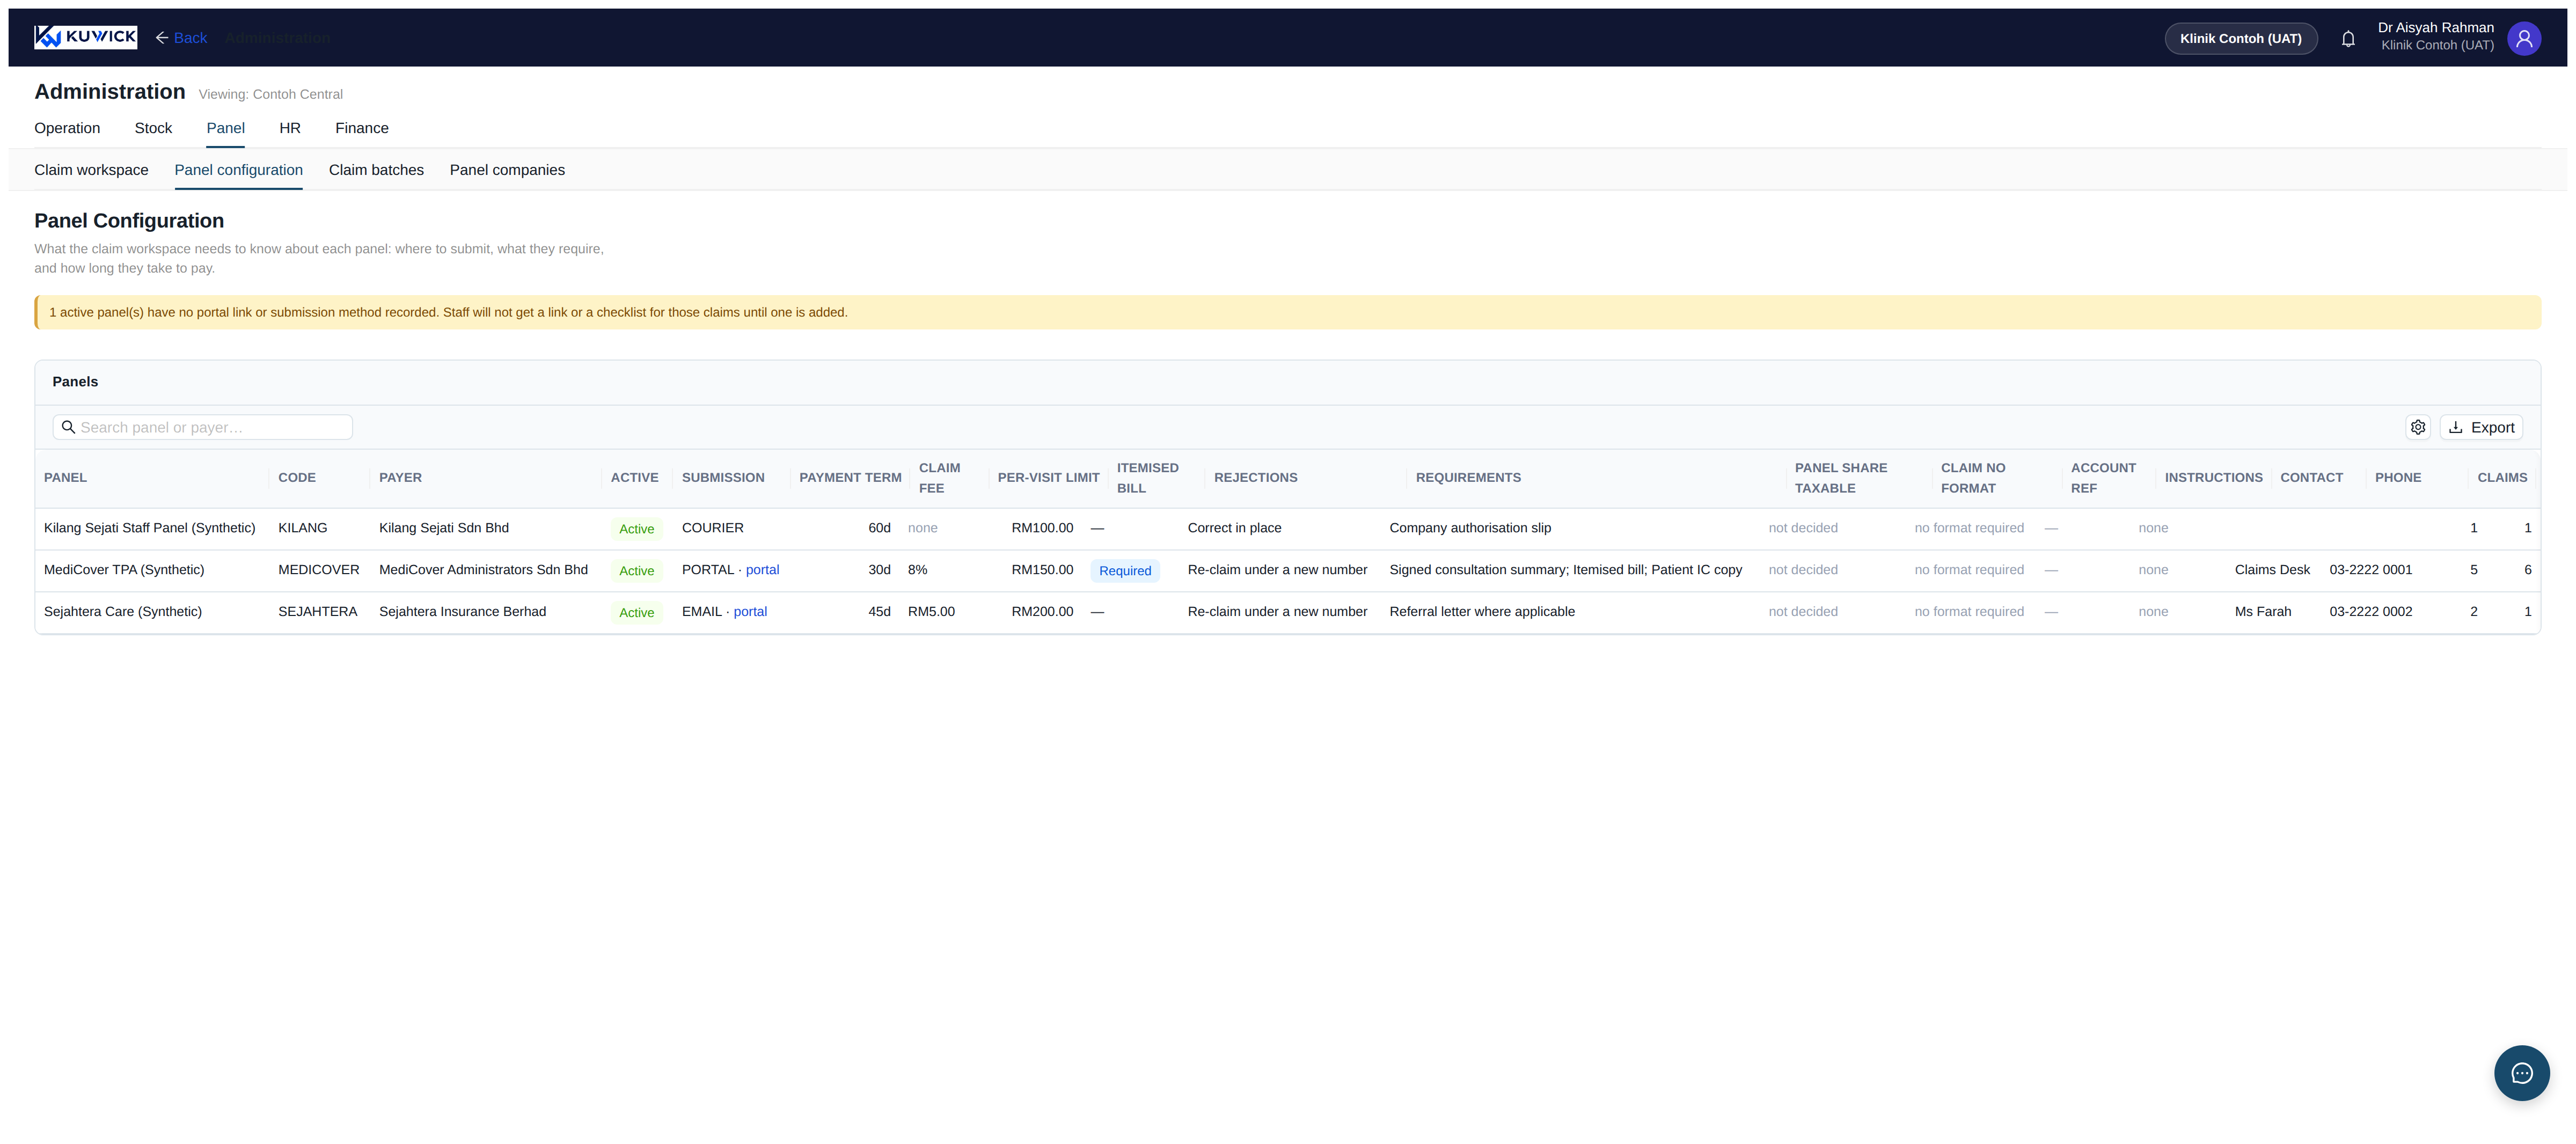 KUWICK
Back Administration
Klinik Contoh (UAT)
Dr Aisyah Rahman
Klinik Contoh (UAT)
Administration Viewing: Contoh Central
Operation Stock Panel HR Finance
Claim workspace Panel configuration Claim batches Panel companies
Panel Configuration
What the claim workspace needs to know about each panel: where to submit, what they require,
and how long they take to pay.
1 active panel(s) have no portal link or submission method recorded. Staff will not get a link or a checklist for those claims until one is added.
Panels
Search panel or payer… Export
PANEL CODE PAYER ACTIVE SUBMISSION PAYMENT TERM CLAIM FEE PER-VISIT LIMIT ITEMISED BILL REJECTIONS REQUIREMENTS PANEL SHARE TAXABLE CLAIM NO FORMAT ACCOUNT REF INSTRUCTIONS CONTACT PHONE CLAIMS
Kilang Sejati Staff Panel (Synthetic) KILANG Kilang Sejati Sdn Bhd Active COURIER 60d none RM100.00 — Correct in place Company authorisation slip not decided no format required — none 1 1
MediCover TPA (Synthetic) MEDICOVER MediCover Administrators Sdn Bhd Active PORTAL · portal 30d 8% RM150.00 Required Re-claim under a new number Signed consultation summary; Itemised bill; Patient IC copy not decided no format required — none Claims Desk 03-2222 0001 5 6
Sejahtera Care (Synthetic) SEJAHTERA Sejahtera Insurance Berhad Active EMAIL · portal 45d RM5.00 RM200.00 — Re-claim under a new number Referral letter where applicable not decided no format required — none Ms Farah 03-2222 0002 2 1